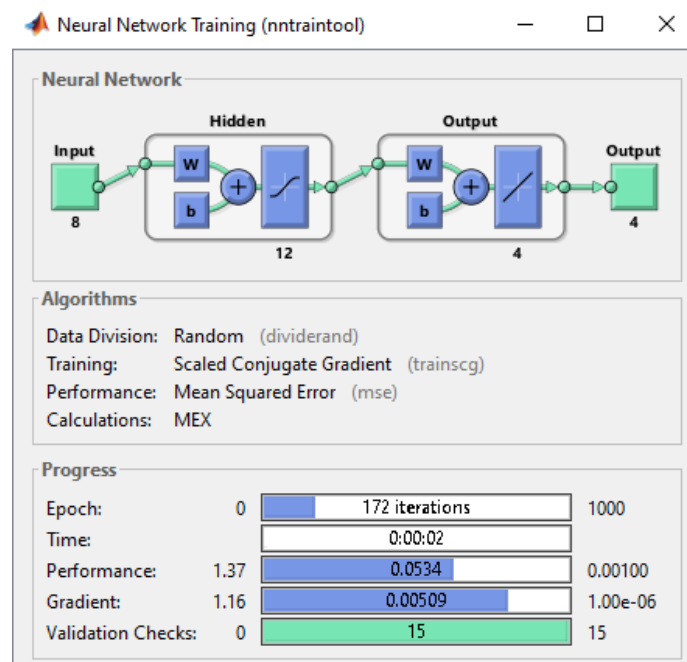 Neural Network Training (nntraintool)
Neural Network
Hidden
Output
Input
W
b
+
W
b
+
Output
8
12
4
4
Algorithms
Data Division: Random (dividerand)
Training: Scaled Conjugate Gradient (trainscg)
Performance: Mean Squared Error (mse)
Calculations: MEX
Progress
Epoch: 0 172 iterations 1000
Time: 0:00:02
Performance: 1.37 0.0534 0.00100
Gradient: 1.16 0.00509 1.00e-06
Validation Checks: 0 15 15